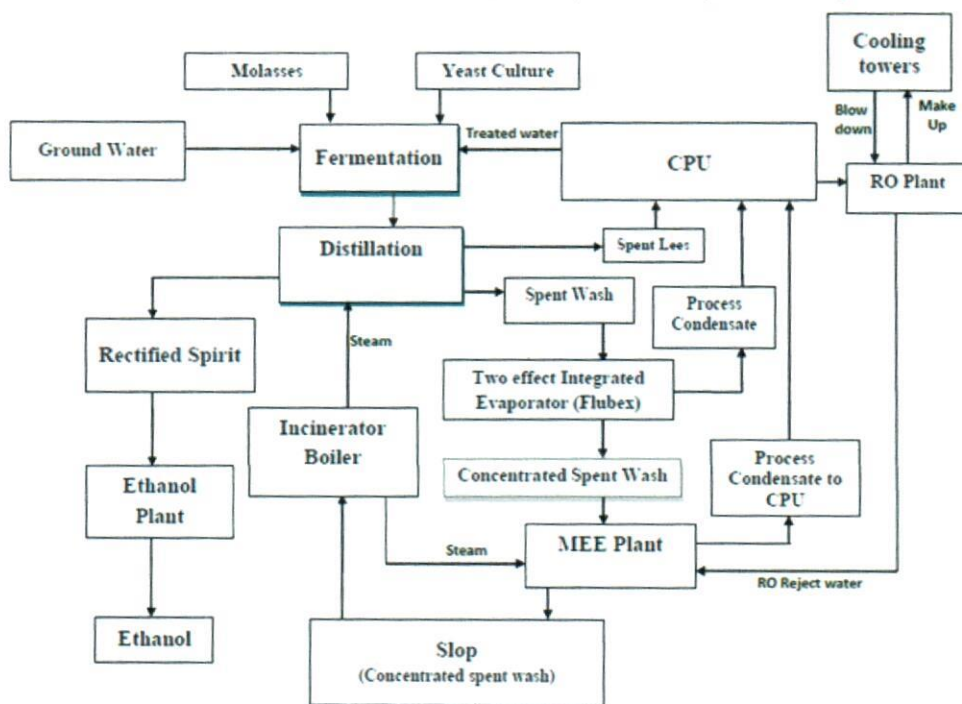 Cooling
towers
Molasses
Yeast Culture
Blow
down
Make
Up
Ground Water
Treated water
Fermentation
CPU
RO Plant
Distillation
Spent Lees
Spent Wash
Process
Condensate
Steam
Rectified Spirit
Two effect Integrated
Evaporator (Flubex)
Incinerator
Boiler
Concentrated Spent Wash
Process
Condensate to
CPU
Ethanol
Plant
MEE Plant
Steam
RO Reject water
Ethanol
Slop
(Concentrated spent wash)